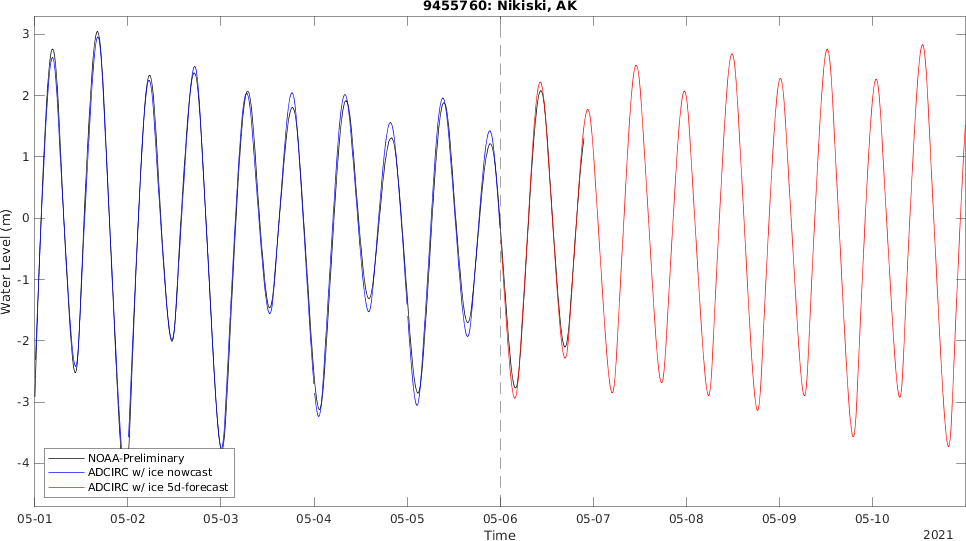 9455760: Nikiski, AK
Water Level (m)
3
2
1
0
-1
-2
-3
-4
NOAA-Preliminary
ADCIRC w/ ice nowcast
ADCIRC w/ ice 5d-forecast
05-01 05-02 05-03 05-04 05-05 05-06 05-07 05-08 05-09 05-10
Time
2021